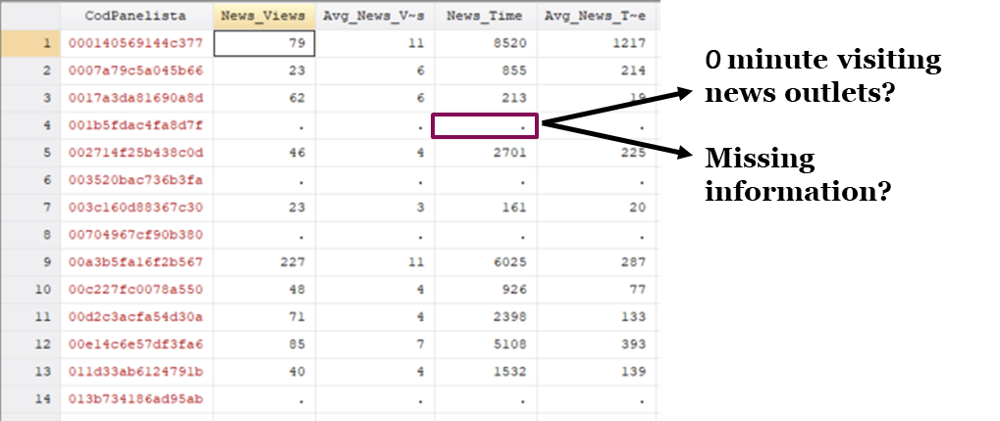 CodPanelista News_Views Avg_News_V~s News_Time Avg_News_T~e
1 000140569144c377 79 11 8520 1217
2 0007a79c5a045b66 23 6 855 214
3 0017a3da81690a8d 62 6 213 19
4 001b5fdac4fa8d7f . . . .
5 002714f25b438c0d 46 4 2701 225
6 003520bac736b3fa . . . .
7 003c160d88367c30 23 3 161 20
8 00704967cf90b380 . . . .
9 00a3b5fa16f2b567 227 11 6025 287
10 00c227fc0078a550 48 4 926 77
11 00d2c3acfa54d30a 71 4 2398 133
12 00e14c6e57df3fa6 85 7 5108 393
13 011d33ab6124791b 40 4 1532 139
14 013b734186ad95ab . . . .
0 minute visiting
news outlets?
Missing
information?